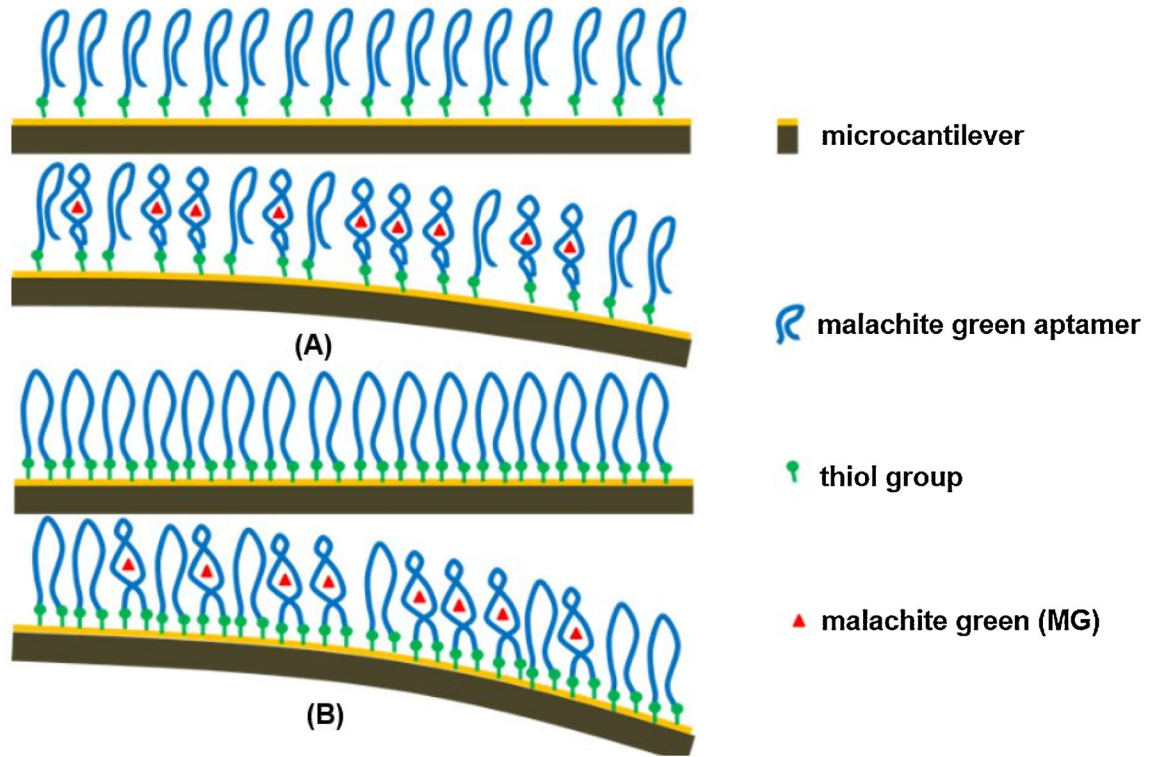 microcantilever
malachite green aptamer
(A)
thiol group
malachite green (MG)
(B)